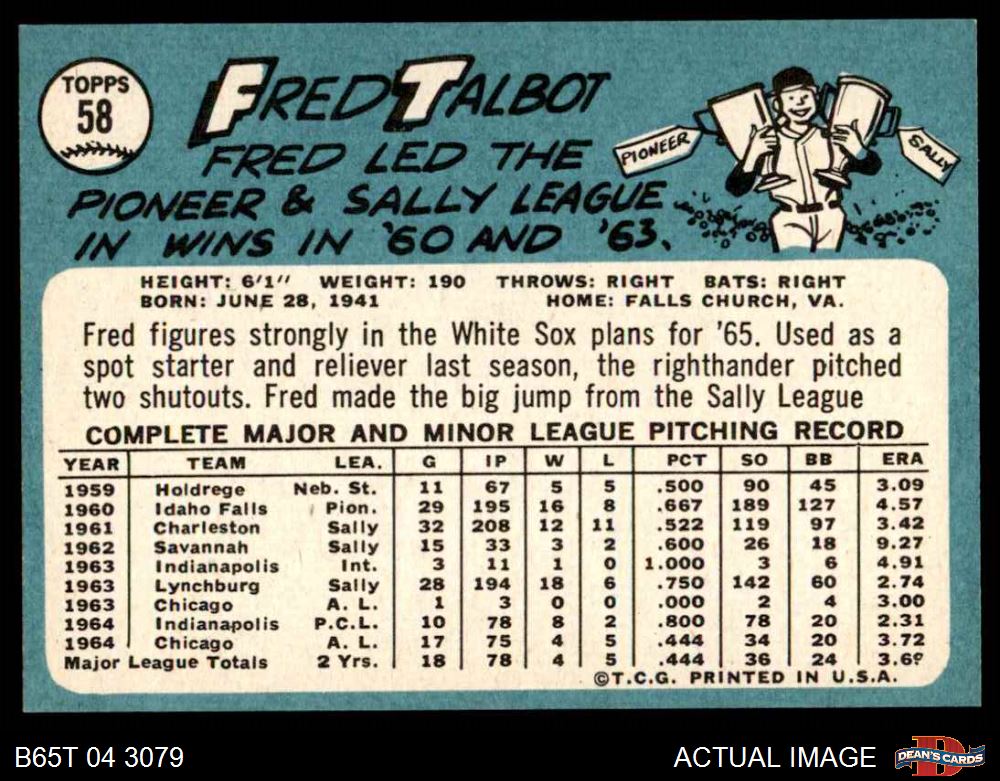 TOPPS
58
FRED TALBOT
FRED LED THE
PIONEER & SALLY LEAGUE
IN WINS IN '60 AND '63.
PIONEER
SALLY
HEIGHT: 6'1" WEIGHT: 190 THROWS: RIGHT BATS: RIGHT
BORN: JUNE 28, 1941 HOME: FALLS CHURCH, VA.
Fred figures strongly in the White Sox plans for '65. Used as a
spot starter and reliever last season, the righthander pitched
two shutouts. Fred made the big jump from the Sally League
COMPLETE MAJOR AND MINOR LEAGUE PITCHING RECORD
YEAR TEAM LEA. G IP W L PCT SO BB ERA
1959 Holdrege Neb. St. 11 67 5 5 .500 90 45 3.09
1960 Idaho Falls Pion. 29 195 16 8 .667 189 127 4.57
1961 Charleston Sally 32 208 12 11 .522 119 97 3.42
1962 Savannah Sally 15 33 3 2 .600 26 18 9.27
1963 Indianapolis Int. 3 11 1 0 1.000 3 6 4.91
1963 Lynchburg Sally 28 194 18 6 .750 142 60 2.74
1963 Chicago A. L. 1 3 0 0 .000 2 4 3.00
1964 Indianapolis P.C.L. 10 78 8 2 .800 78 20 2.31
1964 Chicago A. L. 17 75 4 5 .444 34 20 3.72
Major League Totals 2 Yrs. 18 78 4 5 .444 36 24 3.69
©T.C.G. PRINTED IN U.S.A.
B65T 04 3079 ACTUAL IMAGE DEAN'S CARDS